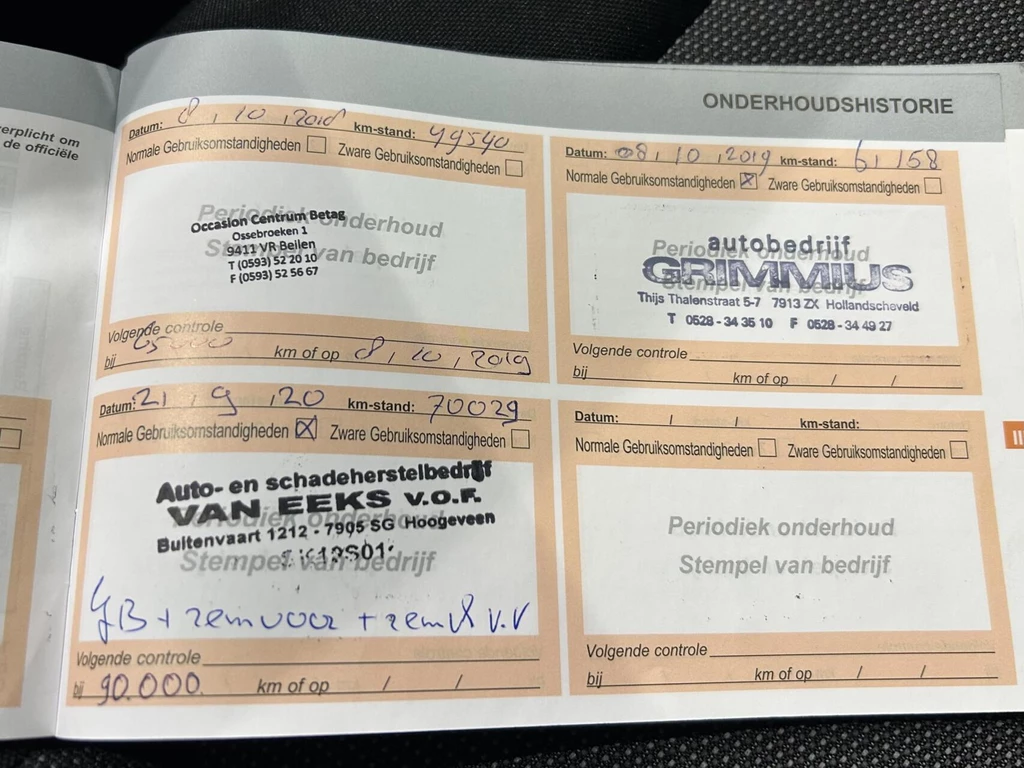 erplicht om
de officiële
ONDERHOUDSHISTORIE
Datum: 8, 10, 2018 km-stand: 49540
Normale Gebruiksomstandigheden Zware Gebruiksomstandigheden
Periodiek onderhoud
Stempel van bedrijf
Occasion Centrum Betag
Ossebroeken 1
9411 VR Beilen
T (0593) 52 20 10
F (0593) 52 56 67
Volgende controle
bij 65000 km of op 8, 10, 2019
Datum: 08, 10, 2019 km-stand: 61158
Normale Gebruiksomstandigheden Zware Gebruiksomstandigheden
Periodiek onderhoud
Stempel van bedrijf
autobedrijf
GRIMMIUS
Thijs Thalenstraat 5-7 7913 ZX Hollandscheveld
T 0528 - 34 35 10 F 0528 - 34 49 27
Volgende controle
bij km of op / /
Datum: 21, 9, 20 km-stand: 70029
Normale Gebruiksomstandigheden Zware Gebruiksomstandigheden
Periodiek onderhoud
Stempel van bedrijf
Auto- en schadeherstelbedrijf
VAN EEKS V.O.F.
Buitenvaart 1212 - 7905 SG Hoogeveen
GB + remvoor + V.V
Volgende controle
bij 90.000 km of op / /
Datum: / / km-stand:
Normale Gebruiksomstandigheden Zware Gebruiksomstandigheden
Periodiek onderhoud
Stempel van bedrijf
Volgende controle
bij km of op / /
II